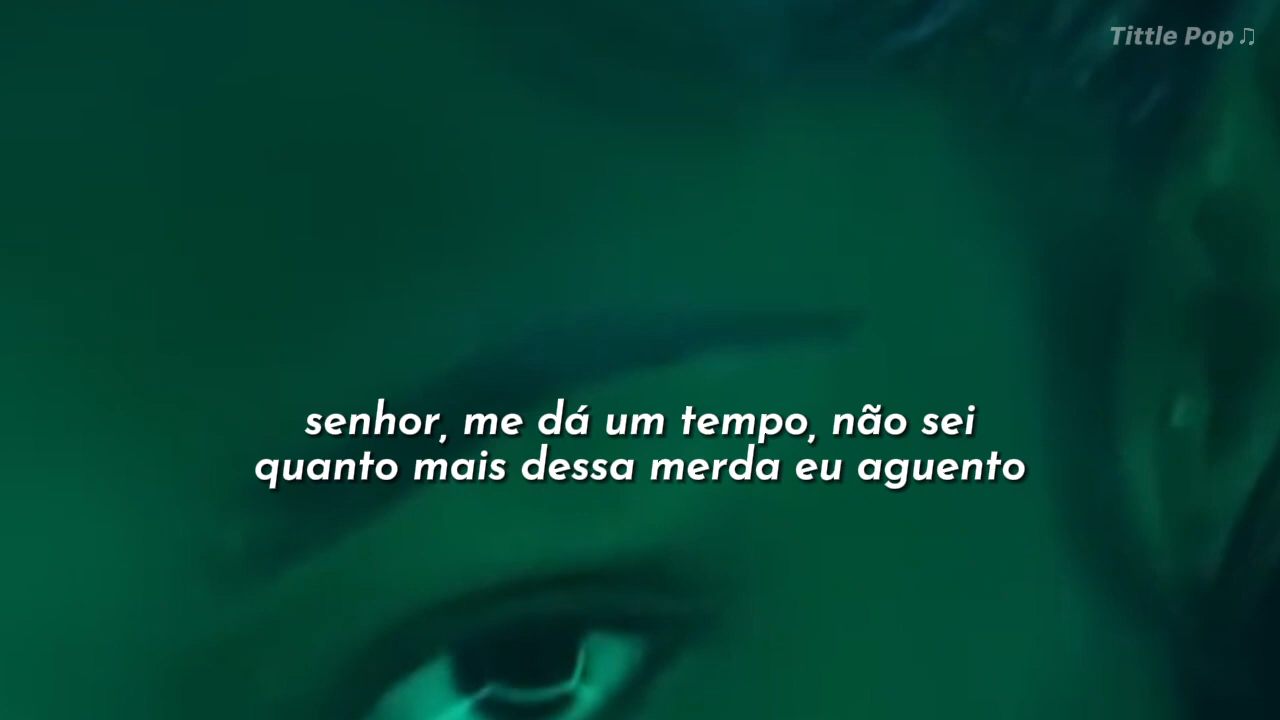 Tittle Pop♫
senhor, me dá um tempo, não sei
quanto mais dessa merda eu aguento